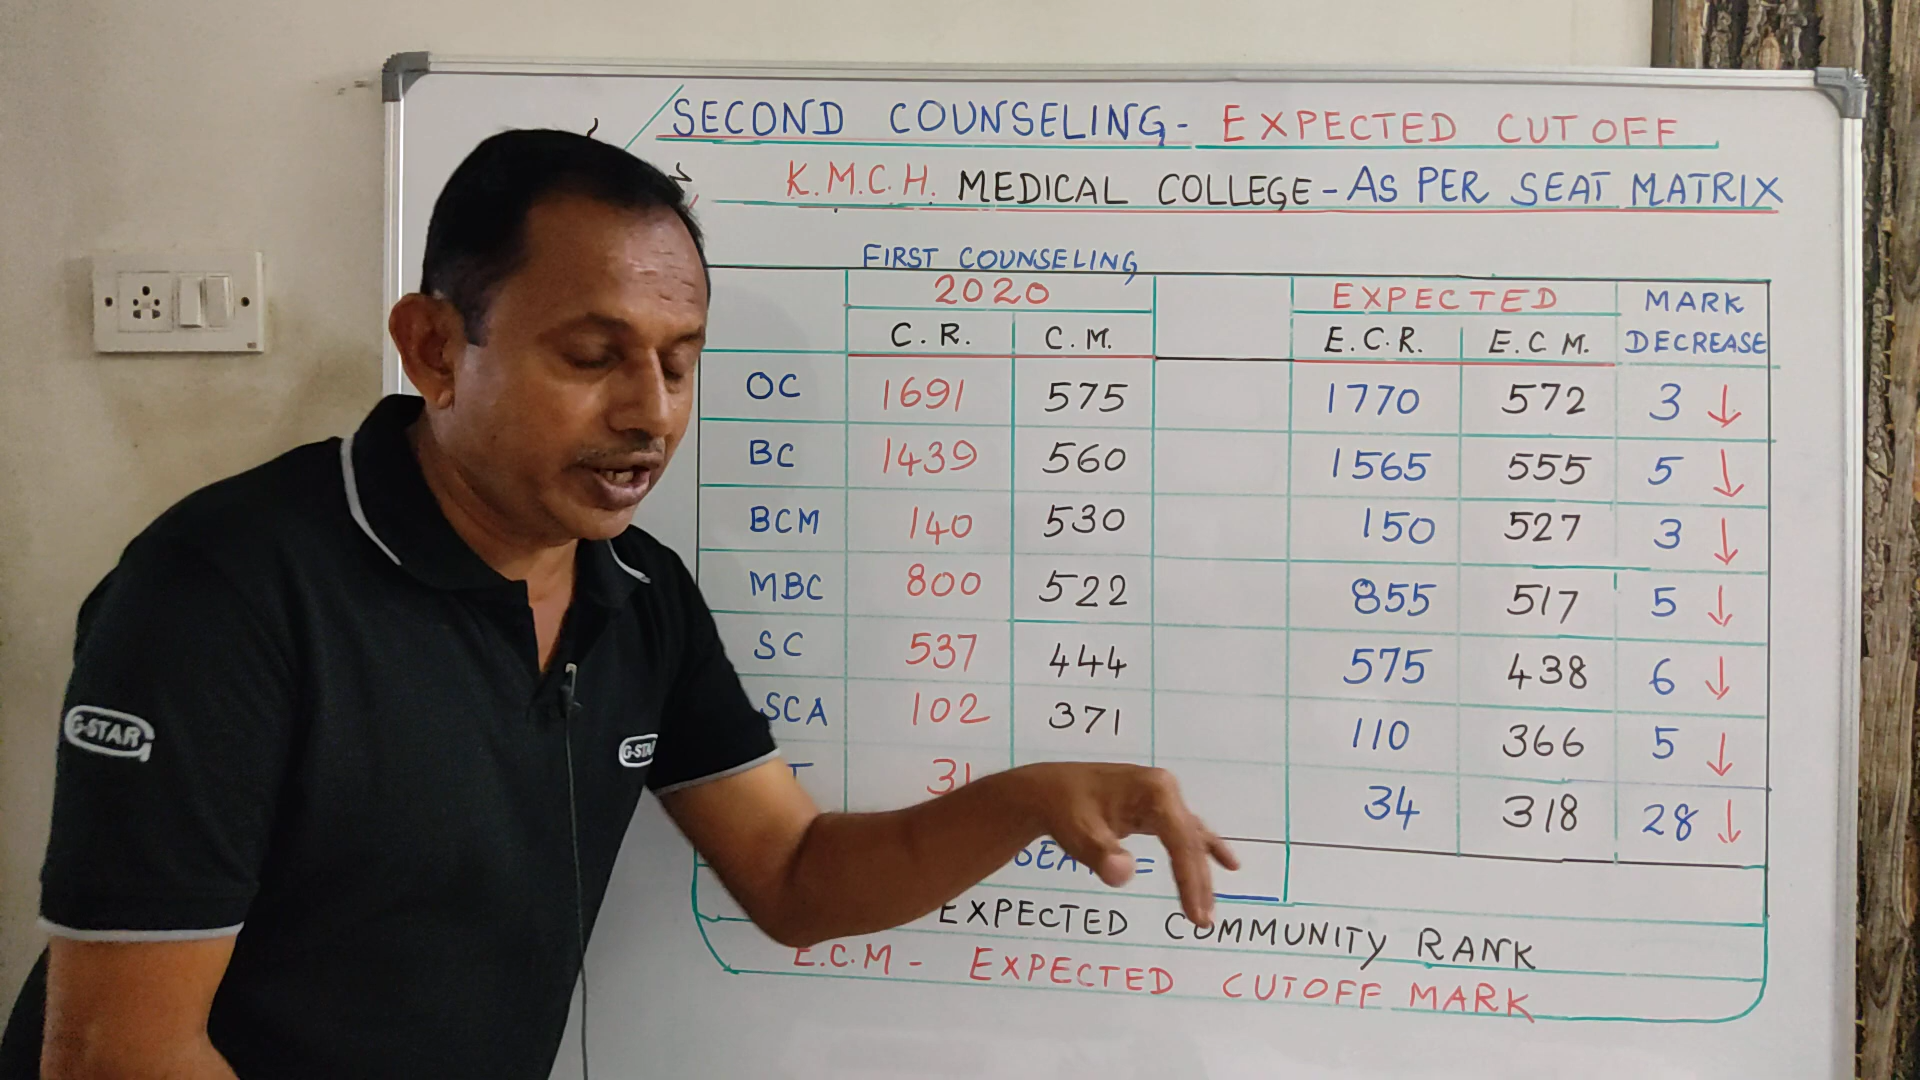 SECOND COUNSELING - EXPECTED CUTOFF
K.M.C.H. MEDICAL COLLEGE - AS PER SEAT MATRIX
FIRST COUNSELING
2020 EXPECTED MARK
C.R. C.M. E.C.R. E.C.M. DECREASE
OC 1691 575 1770 572 3 ↓
BC 1439 560 1565 555 5 ↓
BCM 140 530 150 527 3 ↓
MBC 800 522 855 517 5 ↓
SC 537 444 575 438 6 ↓
SCA 102 371 110 366 5 ↓
34 318 28 ↓
=
EXPECTED COMMUNITY RANK
E.C.M - EXPECTED CUTOFF MARK
G-STAR